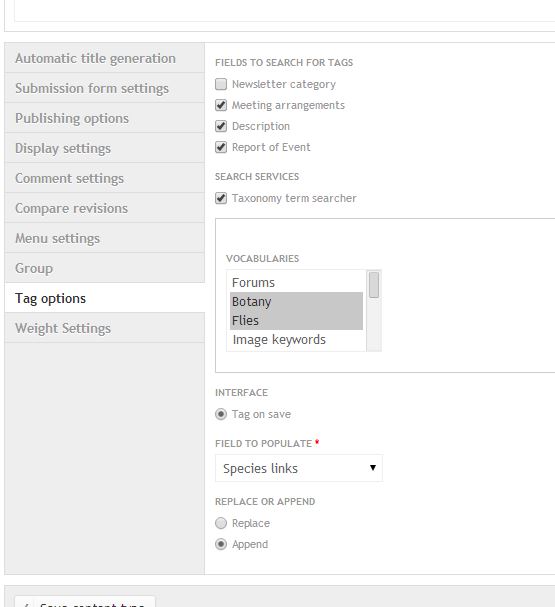 Automatic title generation
Submission form settings
Publishing options
Display settings
Comment settings
Compare revisions
Menu settings
Group
Tag options
Weight Settings
FIELDS TO SEARCH FOR TAGS
Newsletter category
Meeting arrangements
Description
Report of Event
SEARCH SERVICES
Taxonomy term searcher
VOCABULARIES
Forums
Botany
Flies
Image keywords
INTERFACE
Tag on save
FIELD TO POPULATE *
Species links
REPLACE OR APPEND
Replace
Append
Save content type